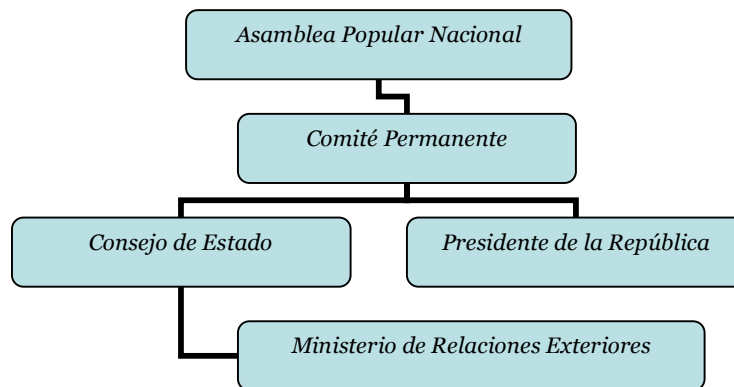 Asamblea Popular Nacional
Comité Permanente
Consejo de Estado
Presidente de la República
Ministerio de Relaciones Exteriores